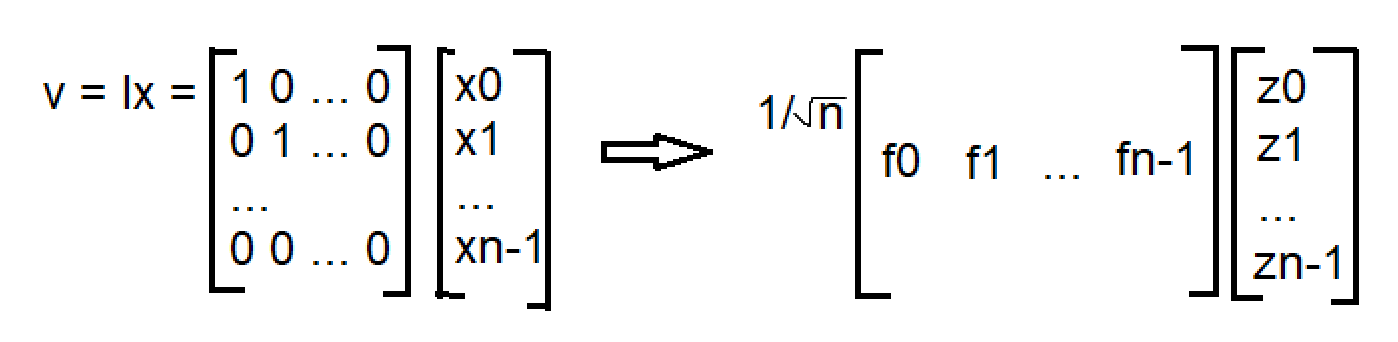 v = Ix = 1 0 ... 0 x0 1/√n z0
0 1 ... 0 x1 f0 f1 ... fn-1 z1
... ... ...
0 0 ... 0 xn-1 zn-1